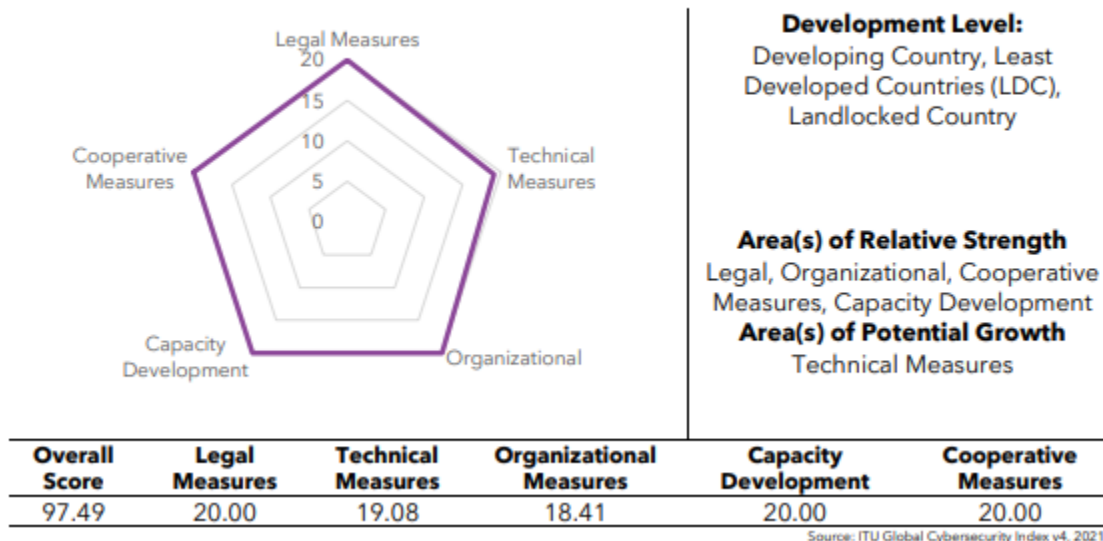 Legal Measures
20
15
10
5
0
Cooperative
Measures
Technical
Measures
Capacity
Development
Organizational
Development Level:
Developing Country, Least
Developed Countries (LDC),
Landlocked Country
Area(s) of Relative Strength
Legal, Organizational, Cooperative
Measures, Capacity Development
Area(s) of Potential Growth
Technical Measures
Overall Score Legal Measures Technical Measures Organizational Measures Capacity Development Cooperative Measures
97.49 20.00 19.08 18.41 20.00 20.00
Source: ITU Global Cybersecurity Index v4, 2021